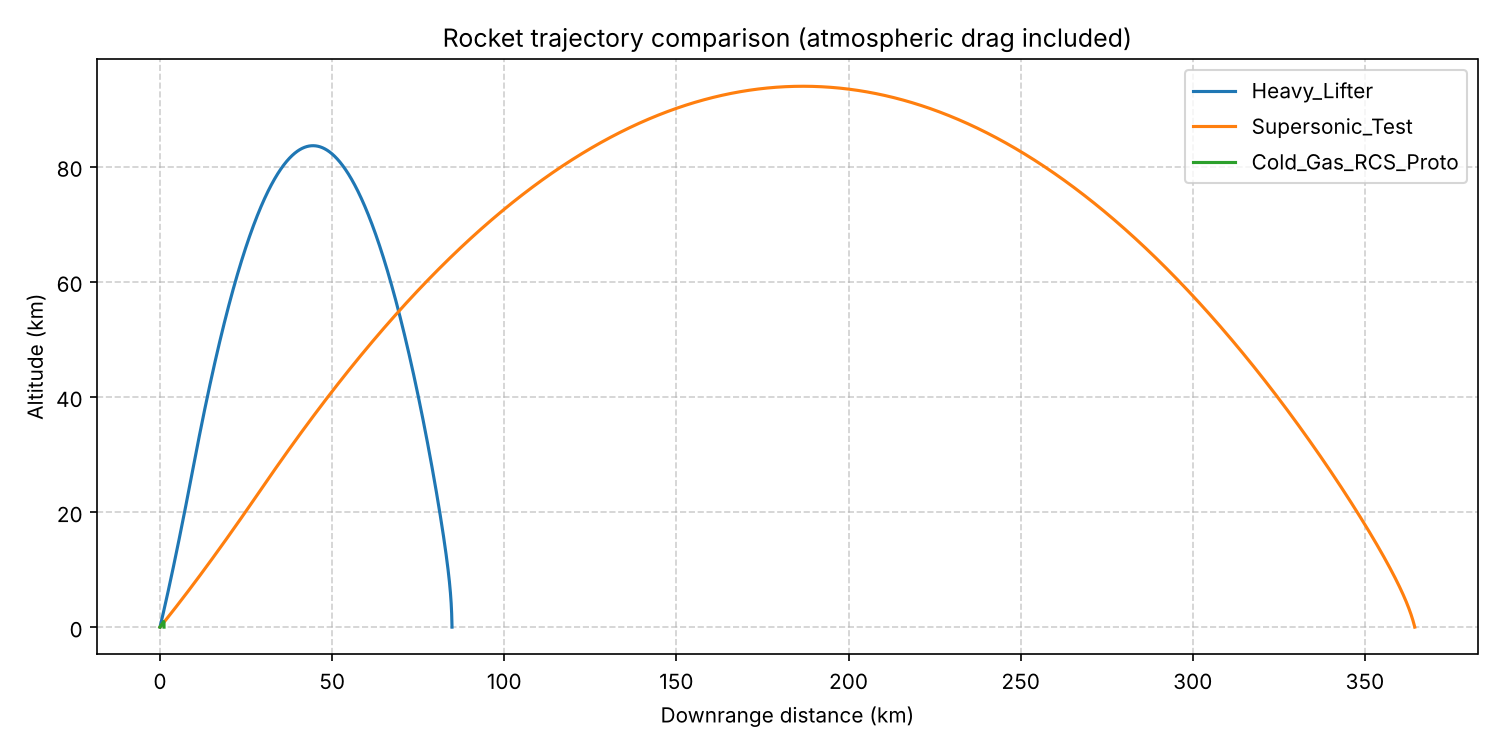 Rocket trajectory comparison (atmospheric drag included)
Heavy_Lifter
Supersonic_Test
Cold_Gas_RCS_Proto
Altitude (km)
80
60
40
20
0
0 50 100 150 200 250 300 350
Downrange distance (km)